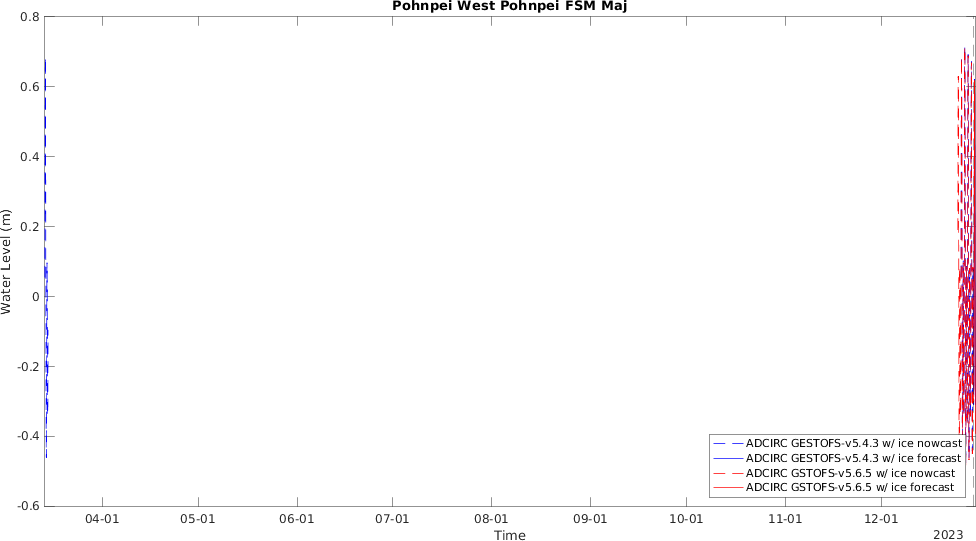 Pohnpei West Pohnpei FSM Maj
0.8
0.6
0.4
0.2
0
-0.2
-0.4
-0.6
Water Level (m)
ADCIRC GESTOFS-v5.4.3 w/ ice nowcast
ADCIRC GESTOFS-v5.4.3 w/ ice forecast
ADCIRC GSTOFS-v5.6.5 w/ ice nowcast
ADCIRC GSTOFS-v5.6.5 w/ ice forecast
04-01 05-01 06-01 07-01 08-01 09-01 10-01 11-01 12-01
Time
2023